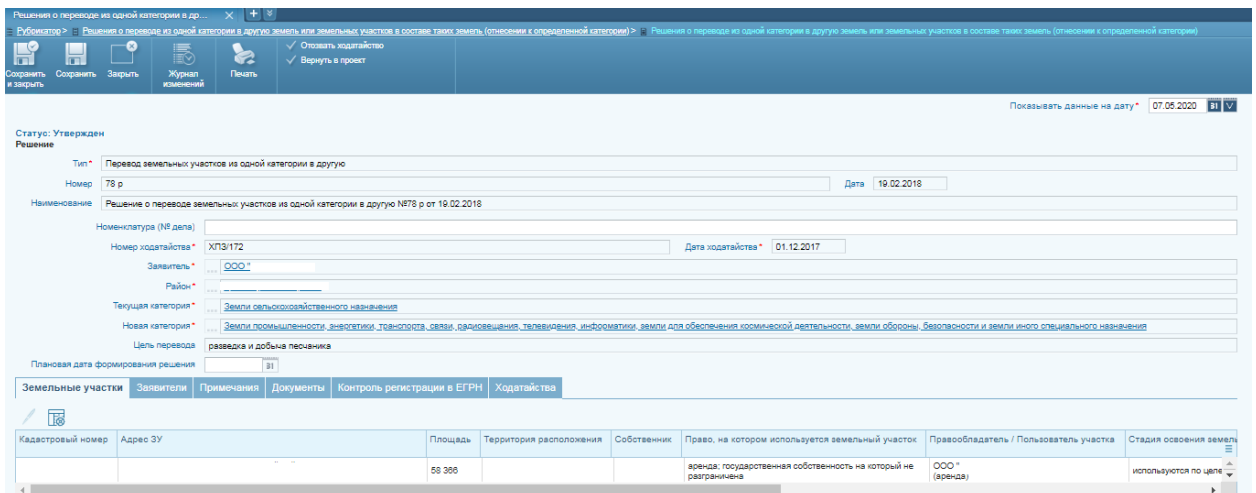 Решения о переводе из одной категории в др...
Рубрикатор > Решения о переводе из одной категории в другую земель или земельных участков в составе таких земель (отнесении к определенной категории) > Решения о переводе из одной категории в другую земель или земельных участков в составе таких земель (отнесении к определенной категории)
Сохранить и закрыть Сохранить Закрыть Журнал изменений Печать
Отозвать ходатайство
Вернуть в проект
Показывать данные на дату * 07.05.2020
Статус: Утвержден
Решение
Тип * Перевод земельных участков из одной категории в другую
Номер 78 р Дата 19.02.2018
Наименование Решение о переводе земельных участков из одной категории в другую №78 р от 19.02.2018
Номенклатура (№ дела)
Номер ходатайства * ХПЗ/172 Дата ходатайства * 01.12.2017
Заявитель * ... ООО "
Район * ...
Текущая категория * ... Земли сельскохозяйственного назначения
Новая категория * ... Земли промышленности, энергетики, транспорта, связи, радиовещания, телевидения, информатики, земли для обеспечения космической деятельности, земли обороны, безопасности и земли иного специального назначения
Цель перевода разведка и добыча песчаника
Плановая дата формирования решения 31
Земельные участки Заявители Примечания Документы Контроль регистрации в ЕГРН Ходатайства
Кадастровый номер Адрес ЗУ Площадь Территория расположения Собственник Право, на котором используется земельный участок Правообладатель / Пользователь участка Стадия освоения земель
58 366 аренда; государственная собственность на который не ООО " используются по целе
разграничена (аренда)